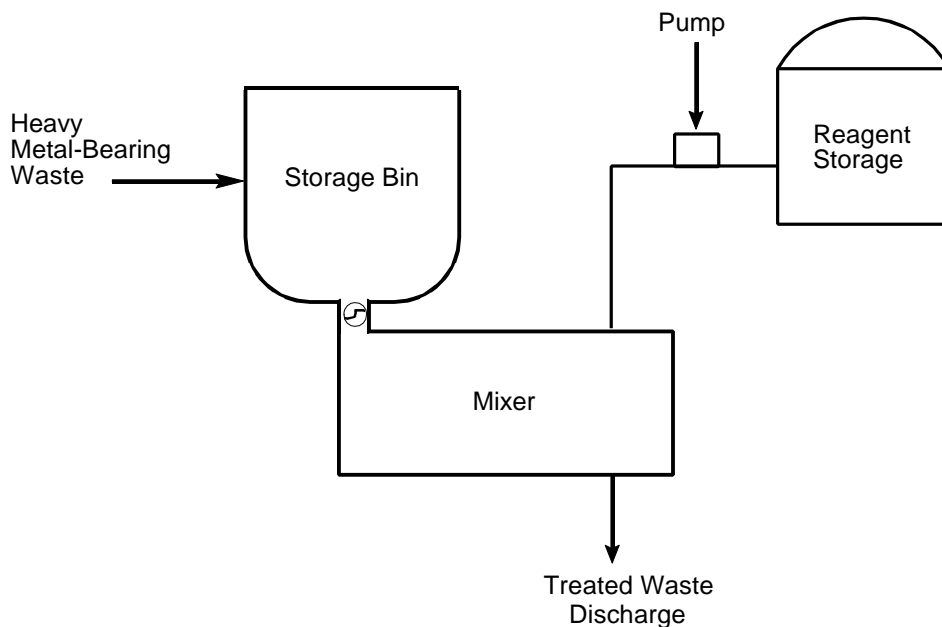 Pump
Heavy
Metal-Bearing
Waste
Storage Bin
Reagent
Storage
Mixer
Treated Waste
Discharge